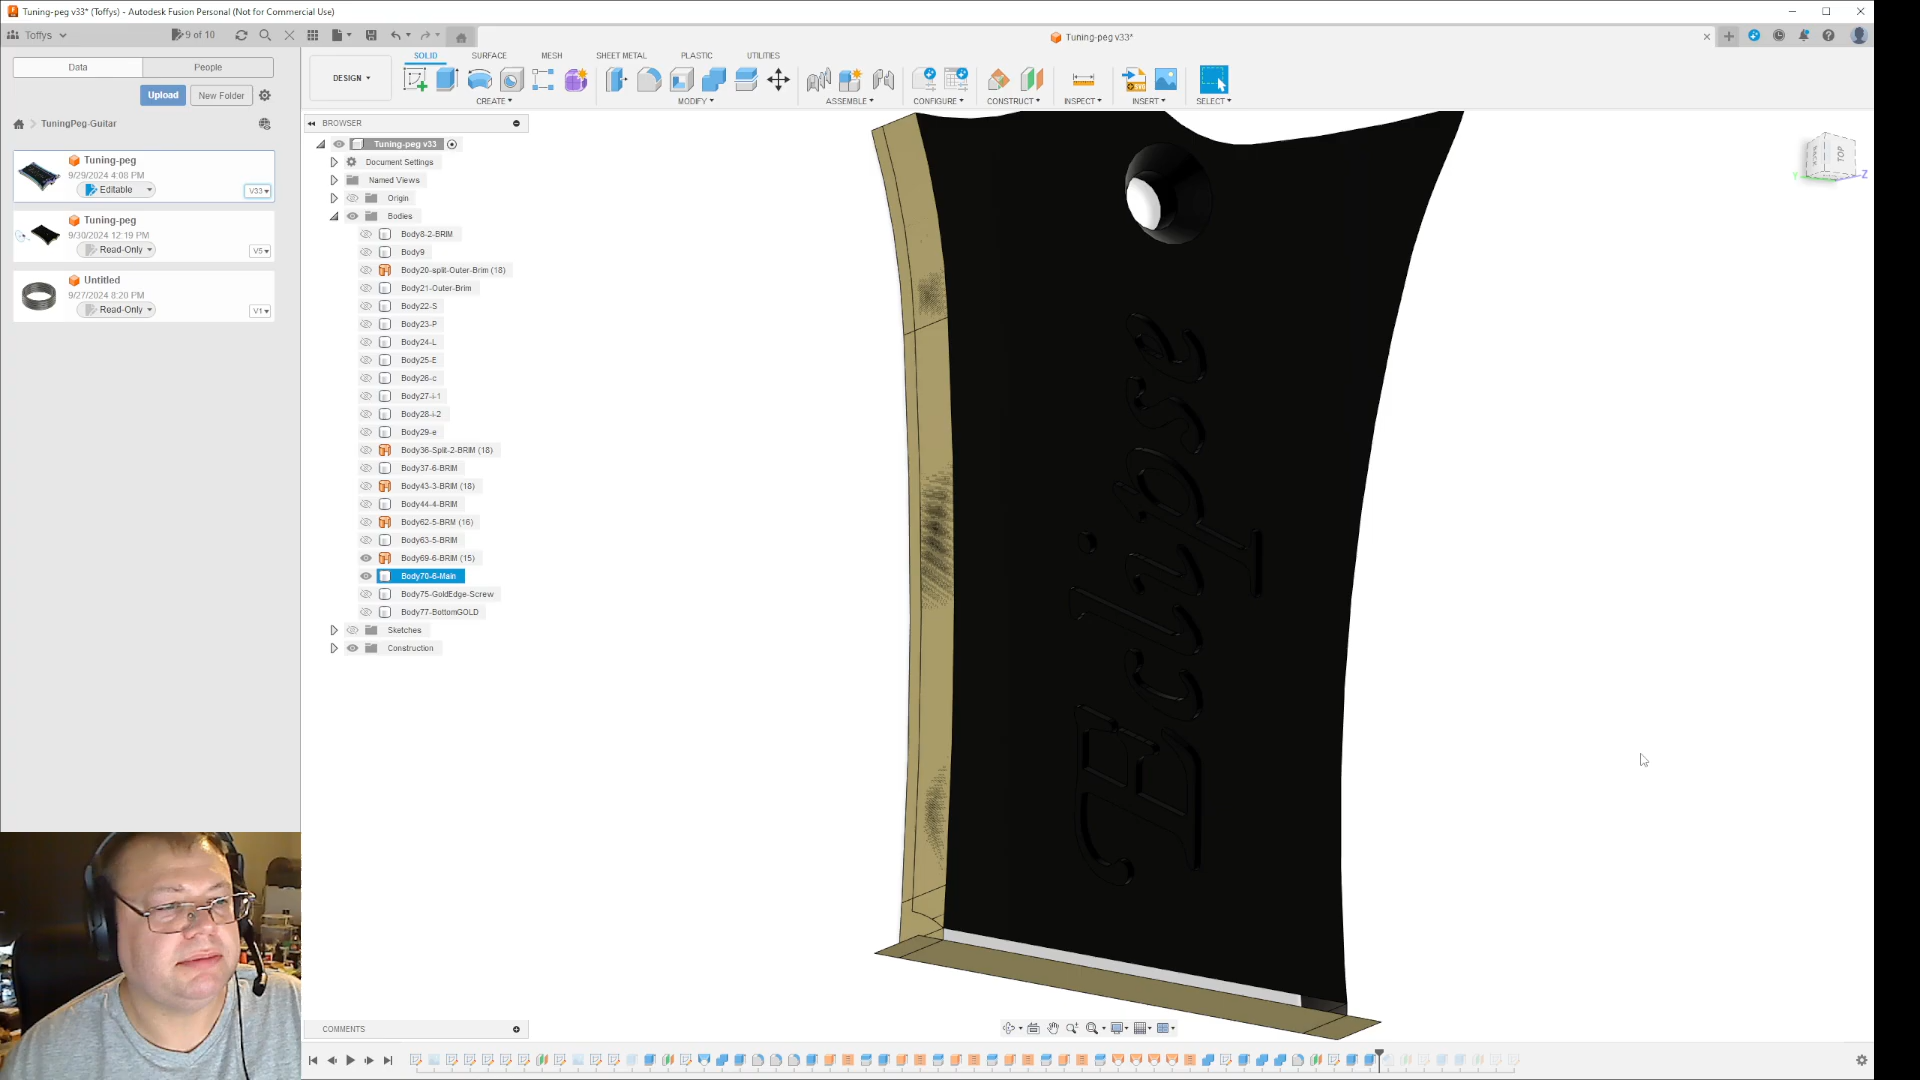 Tuning-peg v33* (Toffys) - Autodesk Fusion Personal (Not for Commercial Use)
Toffys
9 of 10
Tuning-peg v33*
Data
People
Upload
New Folder
TuningPeg-Guitar
Tuning-peg
9/29/2024 4:08 PM
Editable
V33
Tuning-peg
9/30/2024 12:19 PM
Read-Only
V5
Untitled
9/27/2024 8:20 PM
Read-Only
V1
DESIGN
SOLID
SURFACE
MESH
SHEET METAL
PLASTIC
UTILITIES
CREATE
MODIFY
ASSEMBLE
CONFIGURE
CONSTRUCT
INSPECT
INSERT
SELECT
BROWSER
Tuning-peg v33
Document Settings
Named Views
Origin
Bodies
Body8-2-BRIM
Body9
Body20-split-Outer-Brim (18)
Body21-Outer-Brim
Body22-S
Body23-P
Body24-L
Body25-E
Body26-c
Body27-i-1
Body28-i-2
Body29-e
Body36-Split-2-BRIM (18)
Body37-6-BRIM
Body43-3-BRIM (18)
Body44-4-BRIM
Body62-5-BRM (16)
Body63-5-BRIM
Body69-6-BRIM (15)
Body70-6-Main
Body75-GoldEdge-Screw
Body77-BottomGOLD
Sketches
Construction
Eclipse
BACK
TOP
Y
Z
SVG
COMMENTS